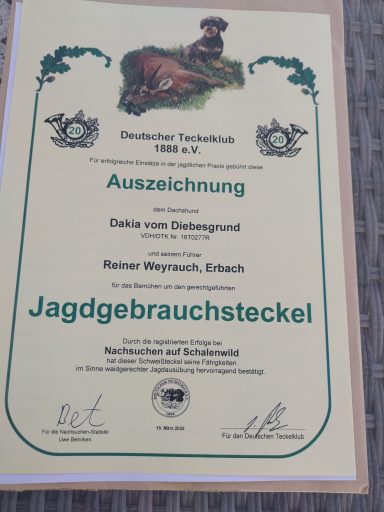 20
20
Deutscher Teckelklub
1888 e.V.
Für erfolgreiche Einsätze in der jagdlichen Praxis gebührt diese
Auszeichnung
dem Dachshund
Dakia vom Diebesgrund
VDH/DTK Nr. 16T0277R
und seinem Führer
Reiner Weyrauch, Erbach
für das Bemühen um den gerechtgeführten
Jagdgebrauchsteckel
Durch die registrierten Erfolge bei
Nachsuchen auf Schalenwild
hat dieser Schweißteckel seine Fähigkeiten
im Sinne waidgerechter Jagdausübung hervorragend bestätigt.
Für die Nachsuchen-Statistik
Uwe Behnken
Für den Deutschen Teckelklub